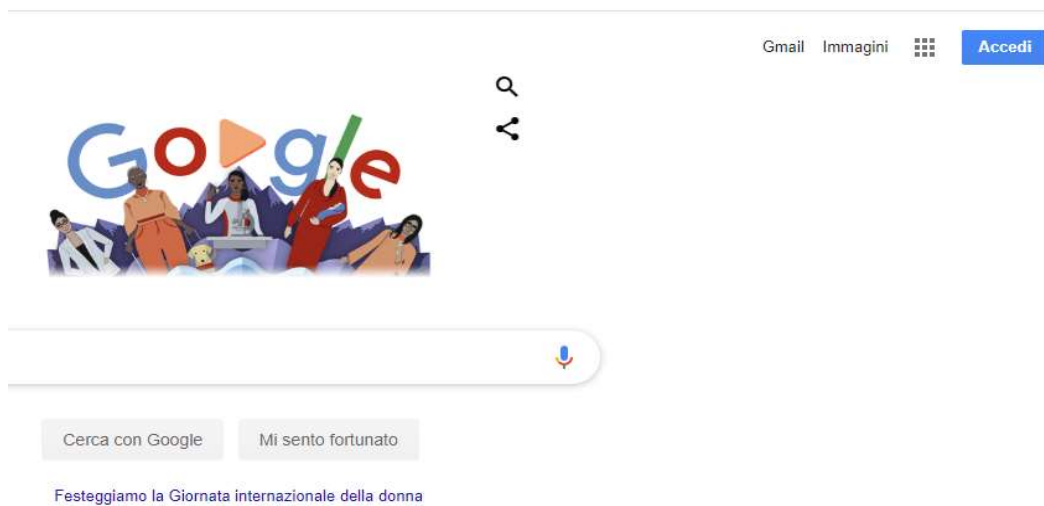 Gmail Immagini Accedi
Google
Cerca con Google Mi sento fortunato
Festeggiamo la Giornata internazionale della donna